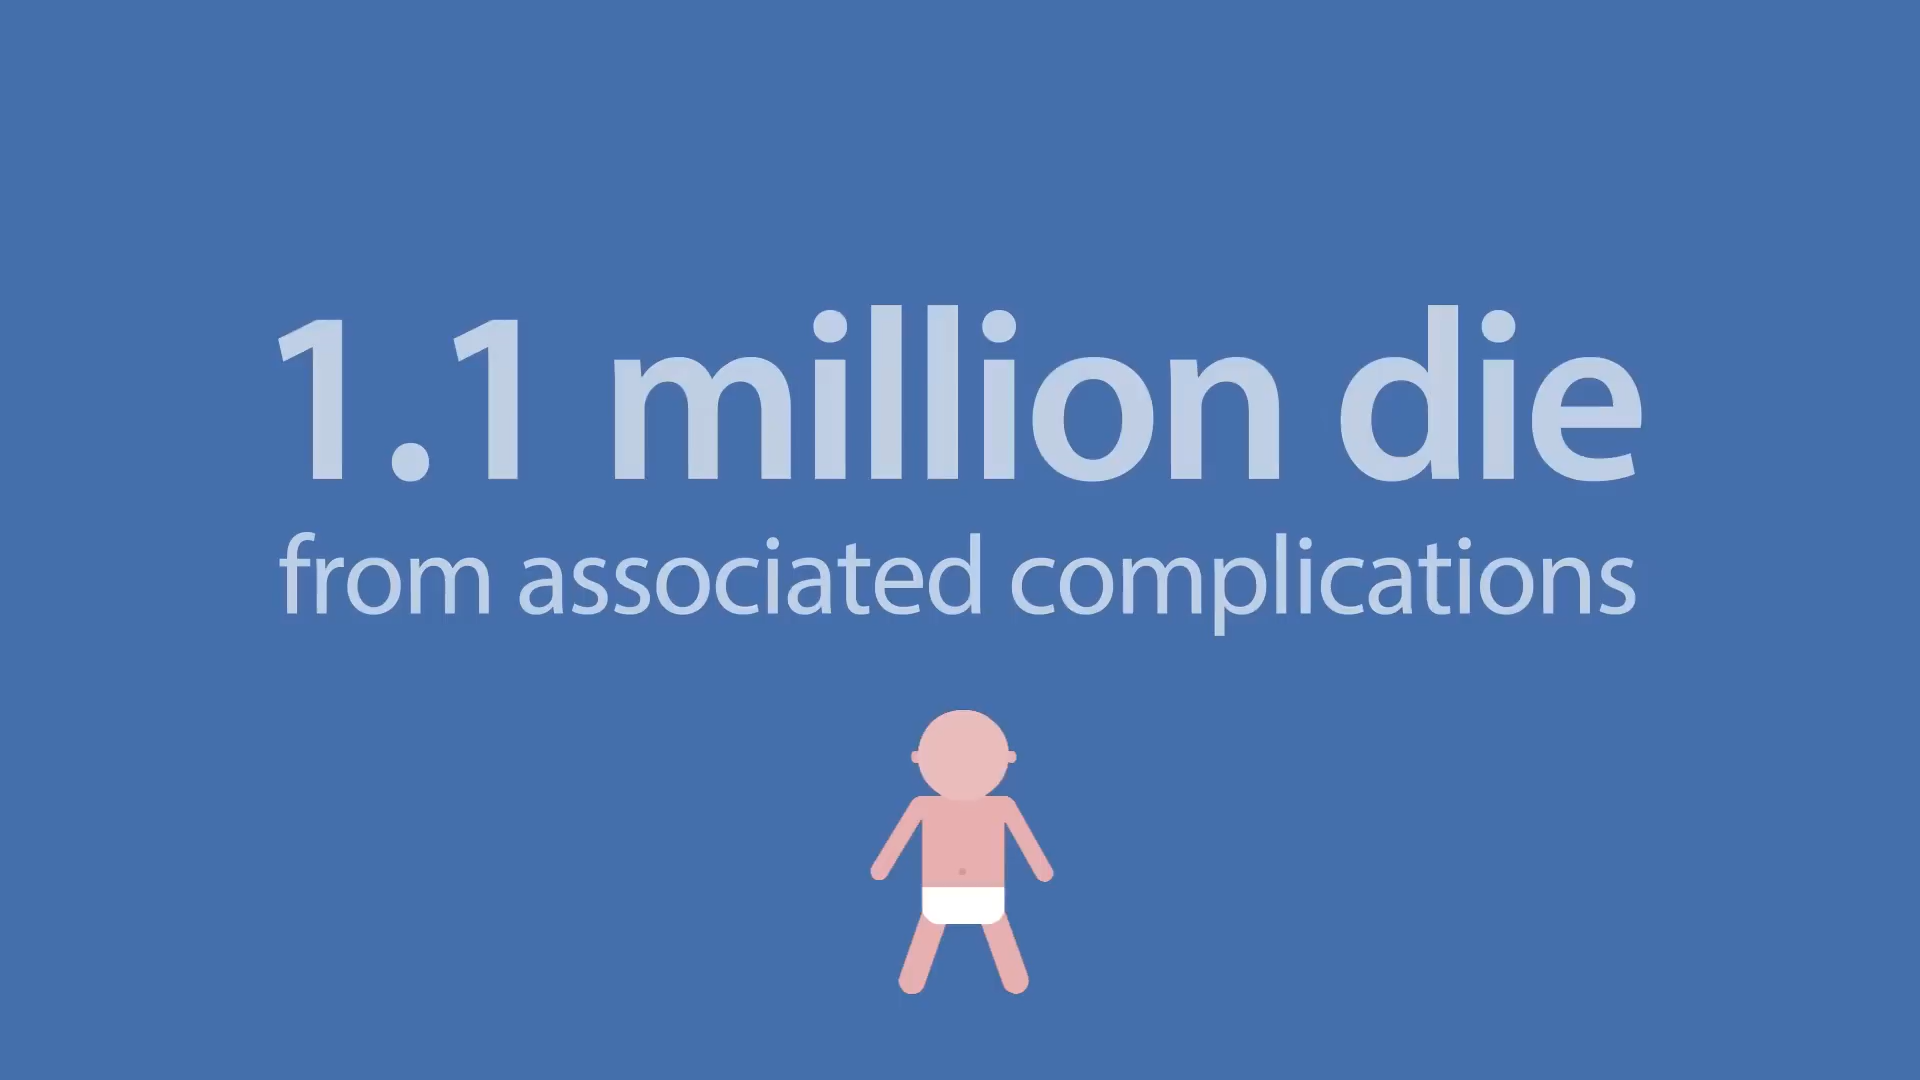 1.1 million die
from associated complications